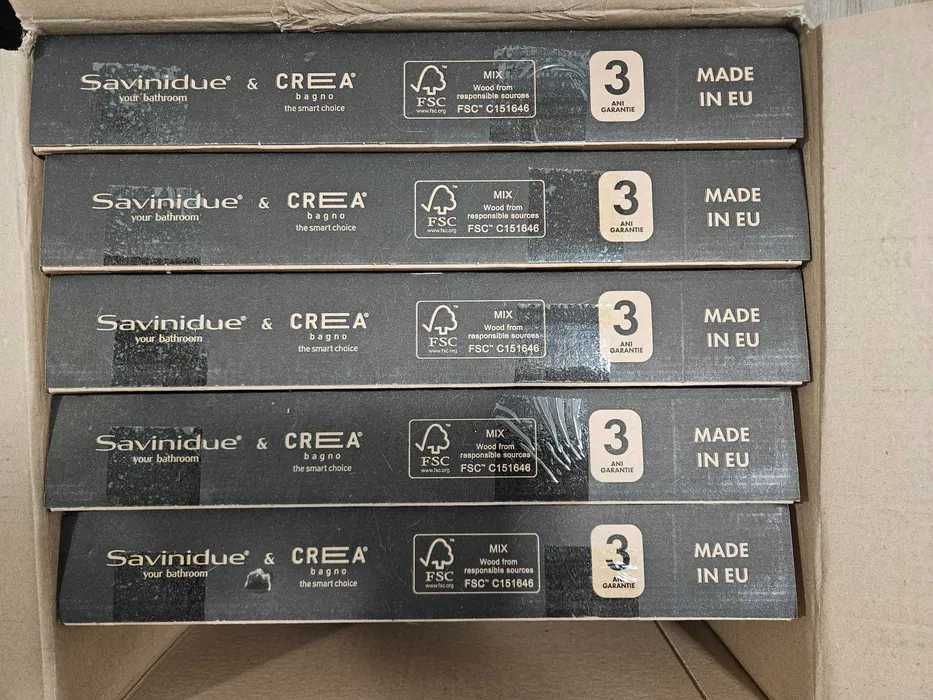 Savinidue® & CREA®
your bathroom
bagno
the smart choice
FSC
www.fsc.org
MIX
Wood from
responsible sources
FSC™ C151646
3
ANI
GARANTIE
MADE
IN EU
Savinidue® & CREA®
your bathroom
bagno
the smart choice
FSC
www.fsc.org
MIX
Wood from
responsible sources
FSC™ C151646
3
ANI
GARANTIE
MADE
IN EU
Savinidue® & CREA®
your bathroom
bagno
the smart choice
FSC
www.fsc.org
MIX
Wood from
responsible sources
FSC™ C151646
3
ANI
GARANTIE
MADE
IN EU
Savinidue® & CREA®
your bathroom
bagno
the smart choice
FSC
www.fsc.org
MIX
Wood from
responsible sources
FSC™ C151646
3
ANI
GARANTIE
MADE
IN EU
Savinidue® & CREA®
your bathroom
bagno
the smart choice
FSC
www.fsc.org
MIX
Wood from
responsible sources
FSC™ C151646
3
ANI
GARANTIE
MADE
IN EU